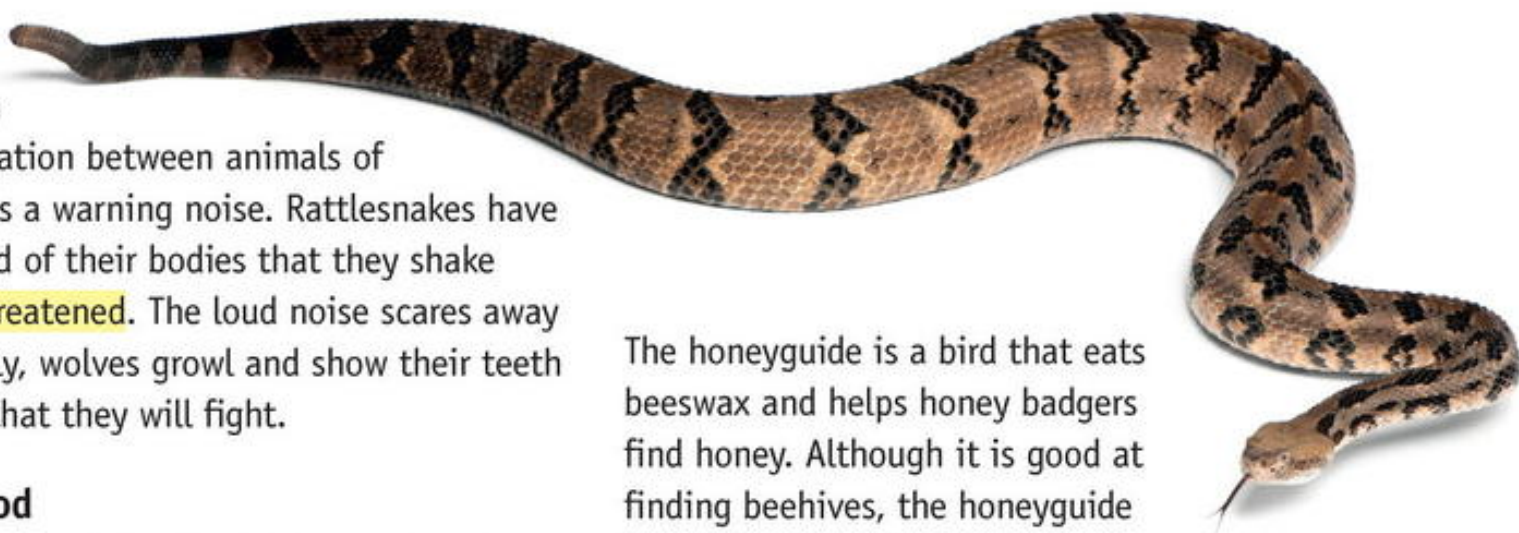 ation between animals of
s a warning noise. Rattlesnakes have
d of their bodies that they shake
reatened. The loud noise scares away
ly, wolves growl and show their teeth
hat they will fight.
od
The honeyguide is a bird that eats
beeswax and helps honey badgers
find honey. Although it is good at
finding beehives, the honeyguide